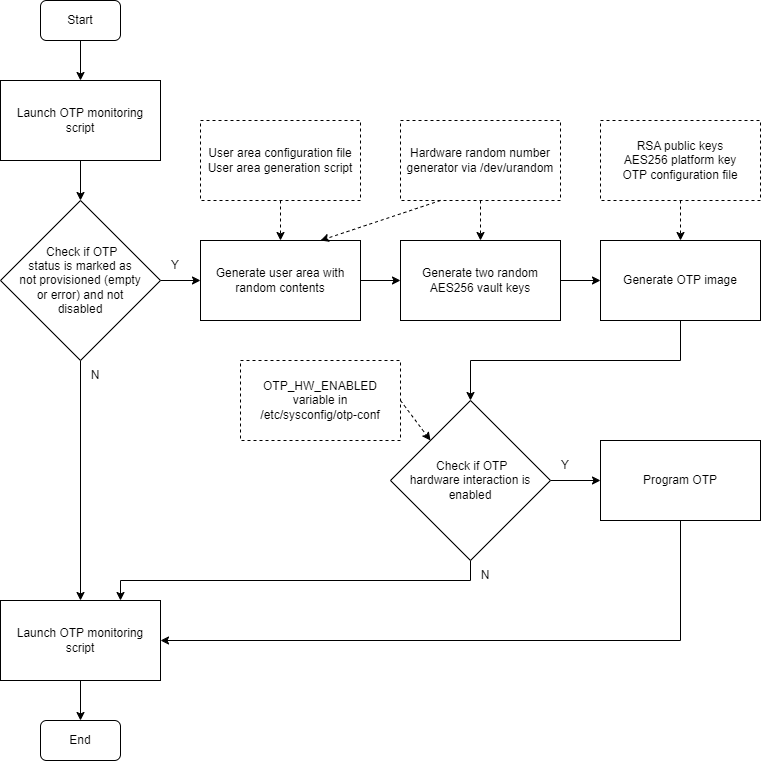 Start
Launch OTP monitoring
script
User area configuration file
User area generation script
Hardware random number
generator via /dev/urandom
RSA public keys
AES256 platform key
OTP configuration file
Check if OTP
status is marked as
not provisioned (empty
or error) and not
disabled
Y
Generate user area with
random contents
Generate two random
AES256 vault keys
Generate OTP image
N
OTP_HW_ENABLED
variable in
/etc/sysconfig/otp-conf
Check if OTP
hardware interaction is
enabled
Y
Program OTP
N
Launch OTP monitoring
script
End